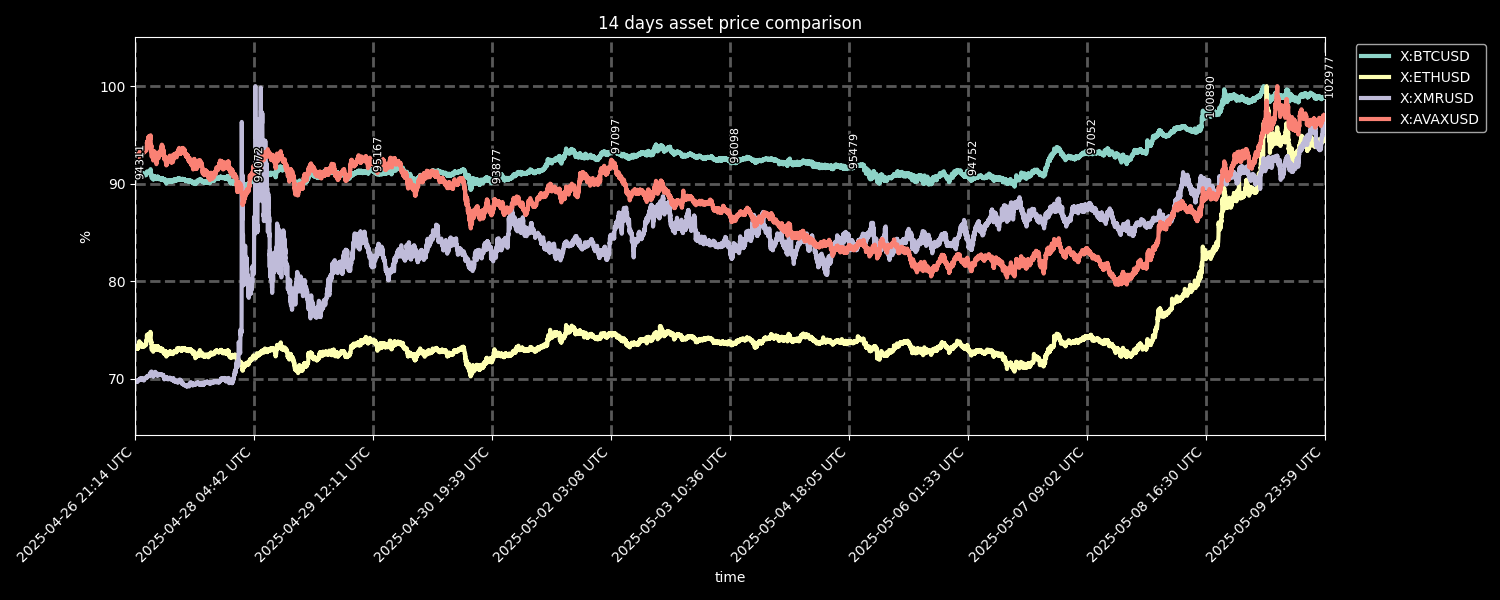 14 days asset price comparison
X:BTCUSD
X:ETHUSD
X:XMRUSD
X:AVAXUSD
%
100
90
80
70
94311
94072
95167
93877
97097
96098
95479
94752
97052
100890
102977
2025-04-26 21:14 UTC
2025-04-28 04:42 UTC
2025-04-29 12:11 UTC
2025-04-30 19:39 UTC
2025-05-02 03:08 UTC
2025-05-03 10:36 UTC
2025-05-04 18:05 UTC
2025-05-06 01:33 UTC
2025-05-07 09:02 UTC
2025-05-08 16:30 UTC
2025-05-09 23:59 UTC
time